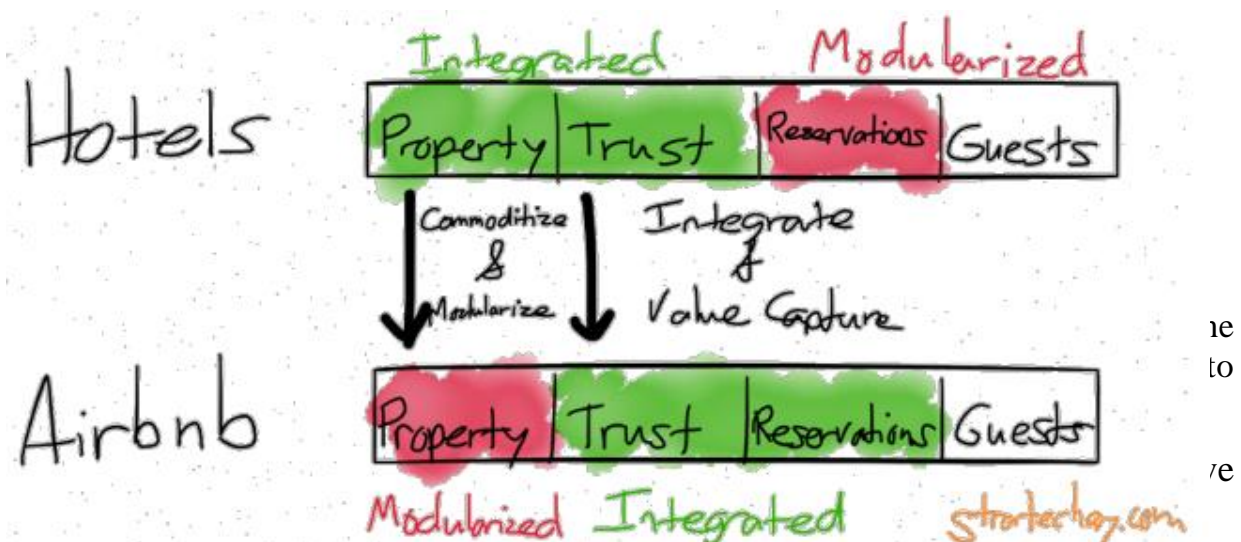 Integrated Modularized
Hotels
Property Trust Reservations Guests
Commoditize
&
Modularize
Integrate
&
Value Capture
Airbnb
Property Trust Reservations Guests
Modularized Integrated stratechery.com
to